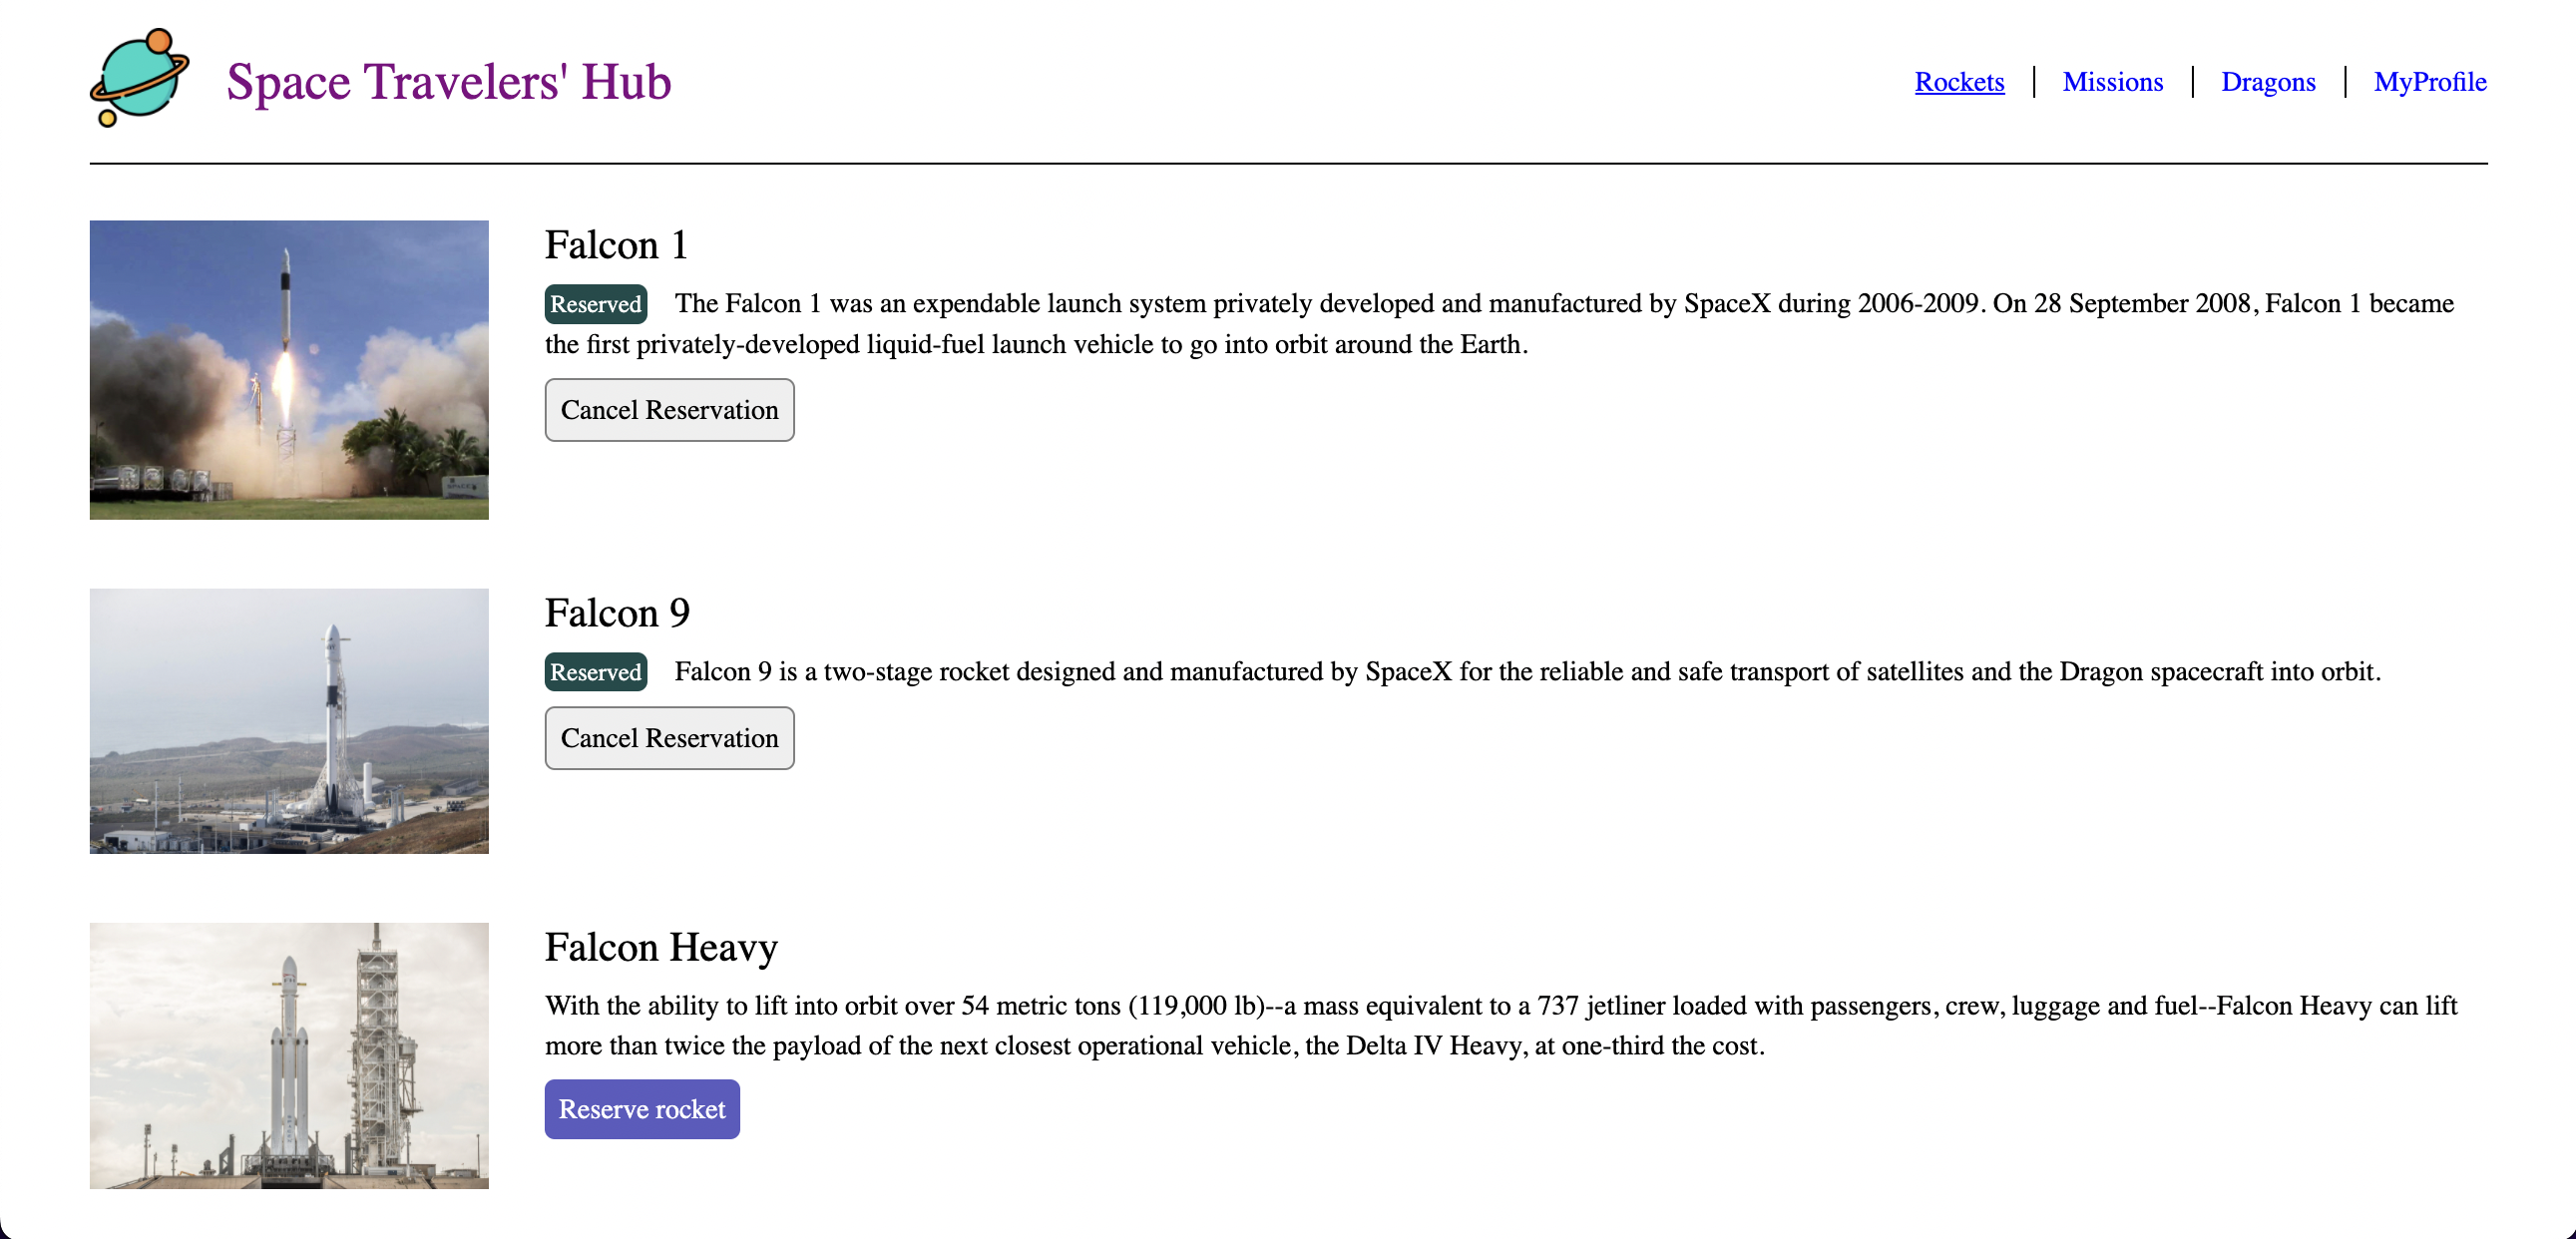 Space Travelers' Hub
Rockets
Missions
Dragons
MyProfile
Falcon 1
Reserved The Falcon 1 was an expendable launch system privately developed and manufactured by SpaceX during 2006-2009. On 28 September 2008, Falcon 1 became
the first privately-developed liquid-fuel launch vehicle to go into orbit around the Earth.
Cancel Reservation
Falcon 9
Reserved Falcon 9 is a two-stage rocket designed and manufactured by SpaceX for the reliable and safe transport of satellites and the Dragon spacecraft into orbit.
Cancel Reservation
Falcon Heavy
With the ability to lift into orbit over 54 metric tons (119,000 lb)--a mass equivalent to a 737 jetliner loaded with passengers, crew, luggage and fuel--Falcon Heavy can lift
more than twice the payload of the next closest operational vehicle, the Delta IV Heavy, at one-third the cost.
Reserve rocket